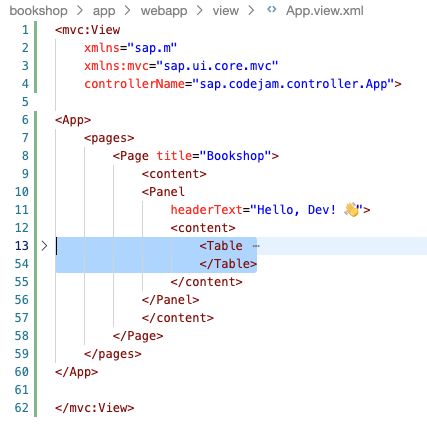 bookshop > app > webapp > view > App.view.xml
1 <mvc:View
2 xmlns="sap.m"
3 xmlns:mvc="sap.ui.core.mvc"
4 controllerName="sap.codejam.controller.App">
5
6 <App>
7 <pages>
8 <Page title="Bookshop">
9 <content>
10 <Panel
11 headerText="Hello, Dev! 👋">
12 <content>
13 > <Table ⋯
54 </Table>
55 </content>
56 </Panel>
57 </content>
58 </Page>
59 </pages>
60 </App>
61
62 </mvc:View>